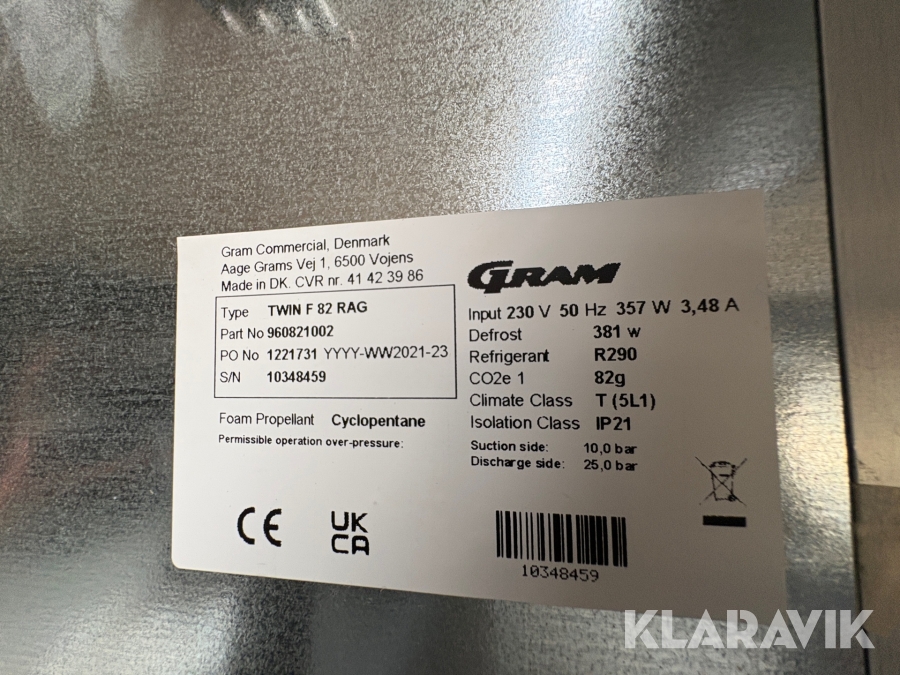 Gram Commercial, Denmark
Aage Grams Vej 1, 6500 Vojens
Made in DK. CVR nr. 41 42 39 86
Type TWIN F 82 RAG
Part No 960821002
PO No 1221731 YYYY-WW2021-23
S/N 10348459
Foam Propellant Cyclopentane
Permissible operation over-pressure:
CE
UK
CA
GRAM
Input 230 V 50 Hz 357 W 3,48 A
Defrost 381 w
Refrigerant R290
CO2e 1 82g
Climate Class T (5L1)
Isolation Class IP21
Suction side: 10,0 bar
Discharge side: 25,0 bar
10348459
KLARAVIK